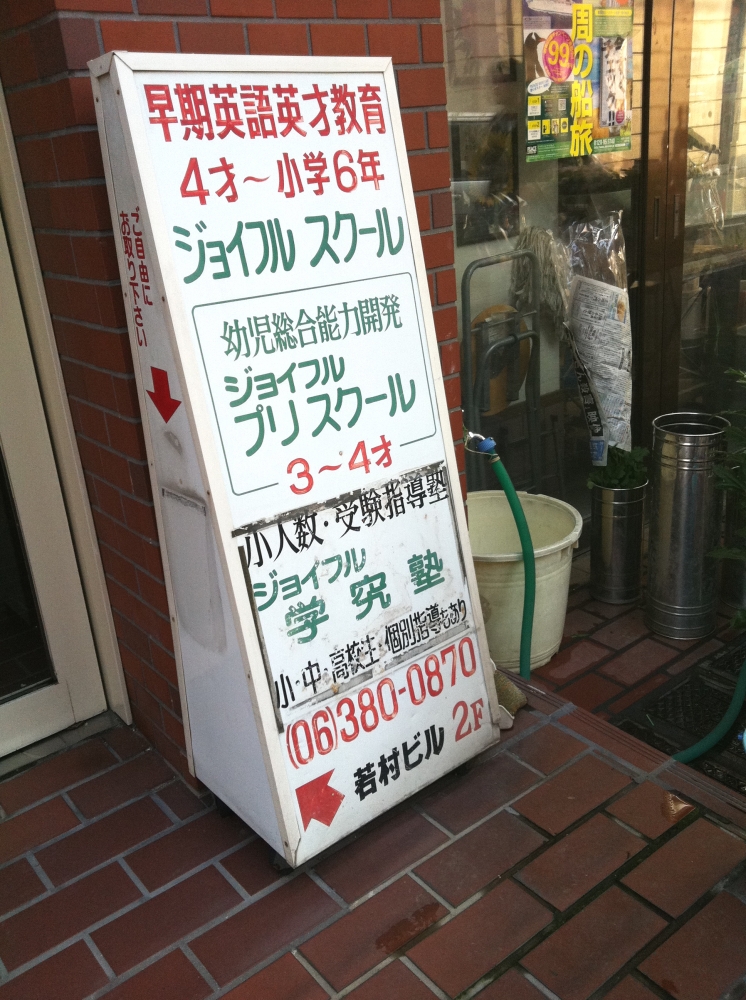 早期英語英才教育
4才～小学6年
ジョイフル スクール
幼児総合能力開発
ジョイフル
プリ スクール
3～4才
小人数・受験指導塾
ジョイフル
学究塾
小・中・高校生・個別指導もあり
(06)380-0870
若村ビル 2F
ご自由に
お取り下さい
周の船旅
99